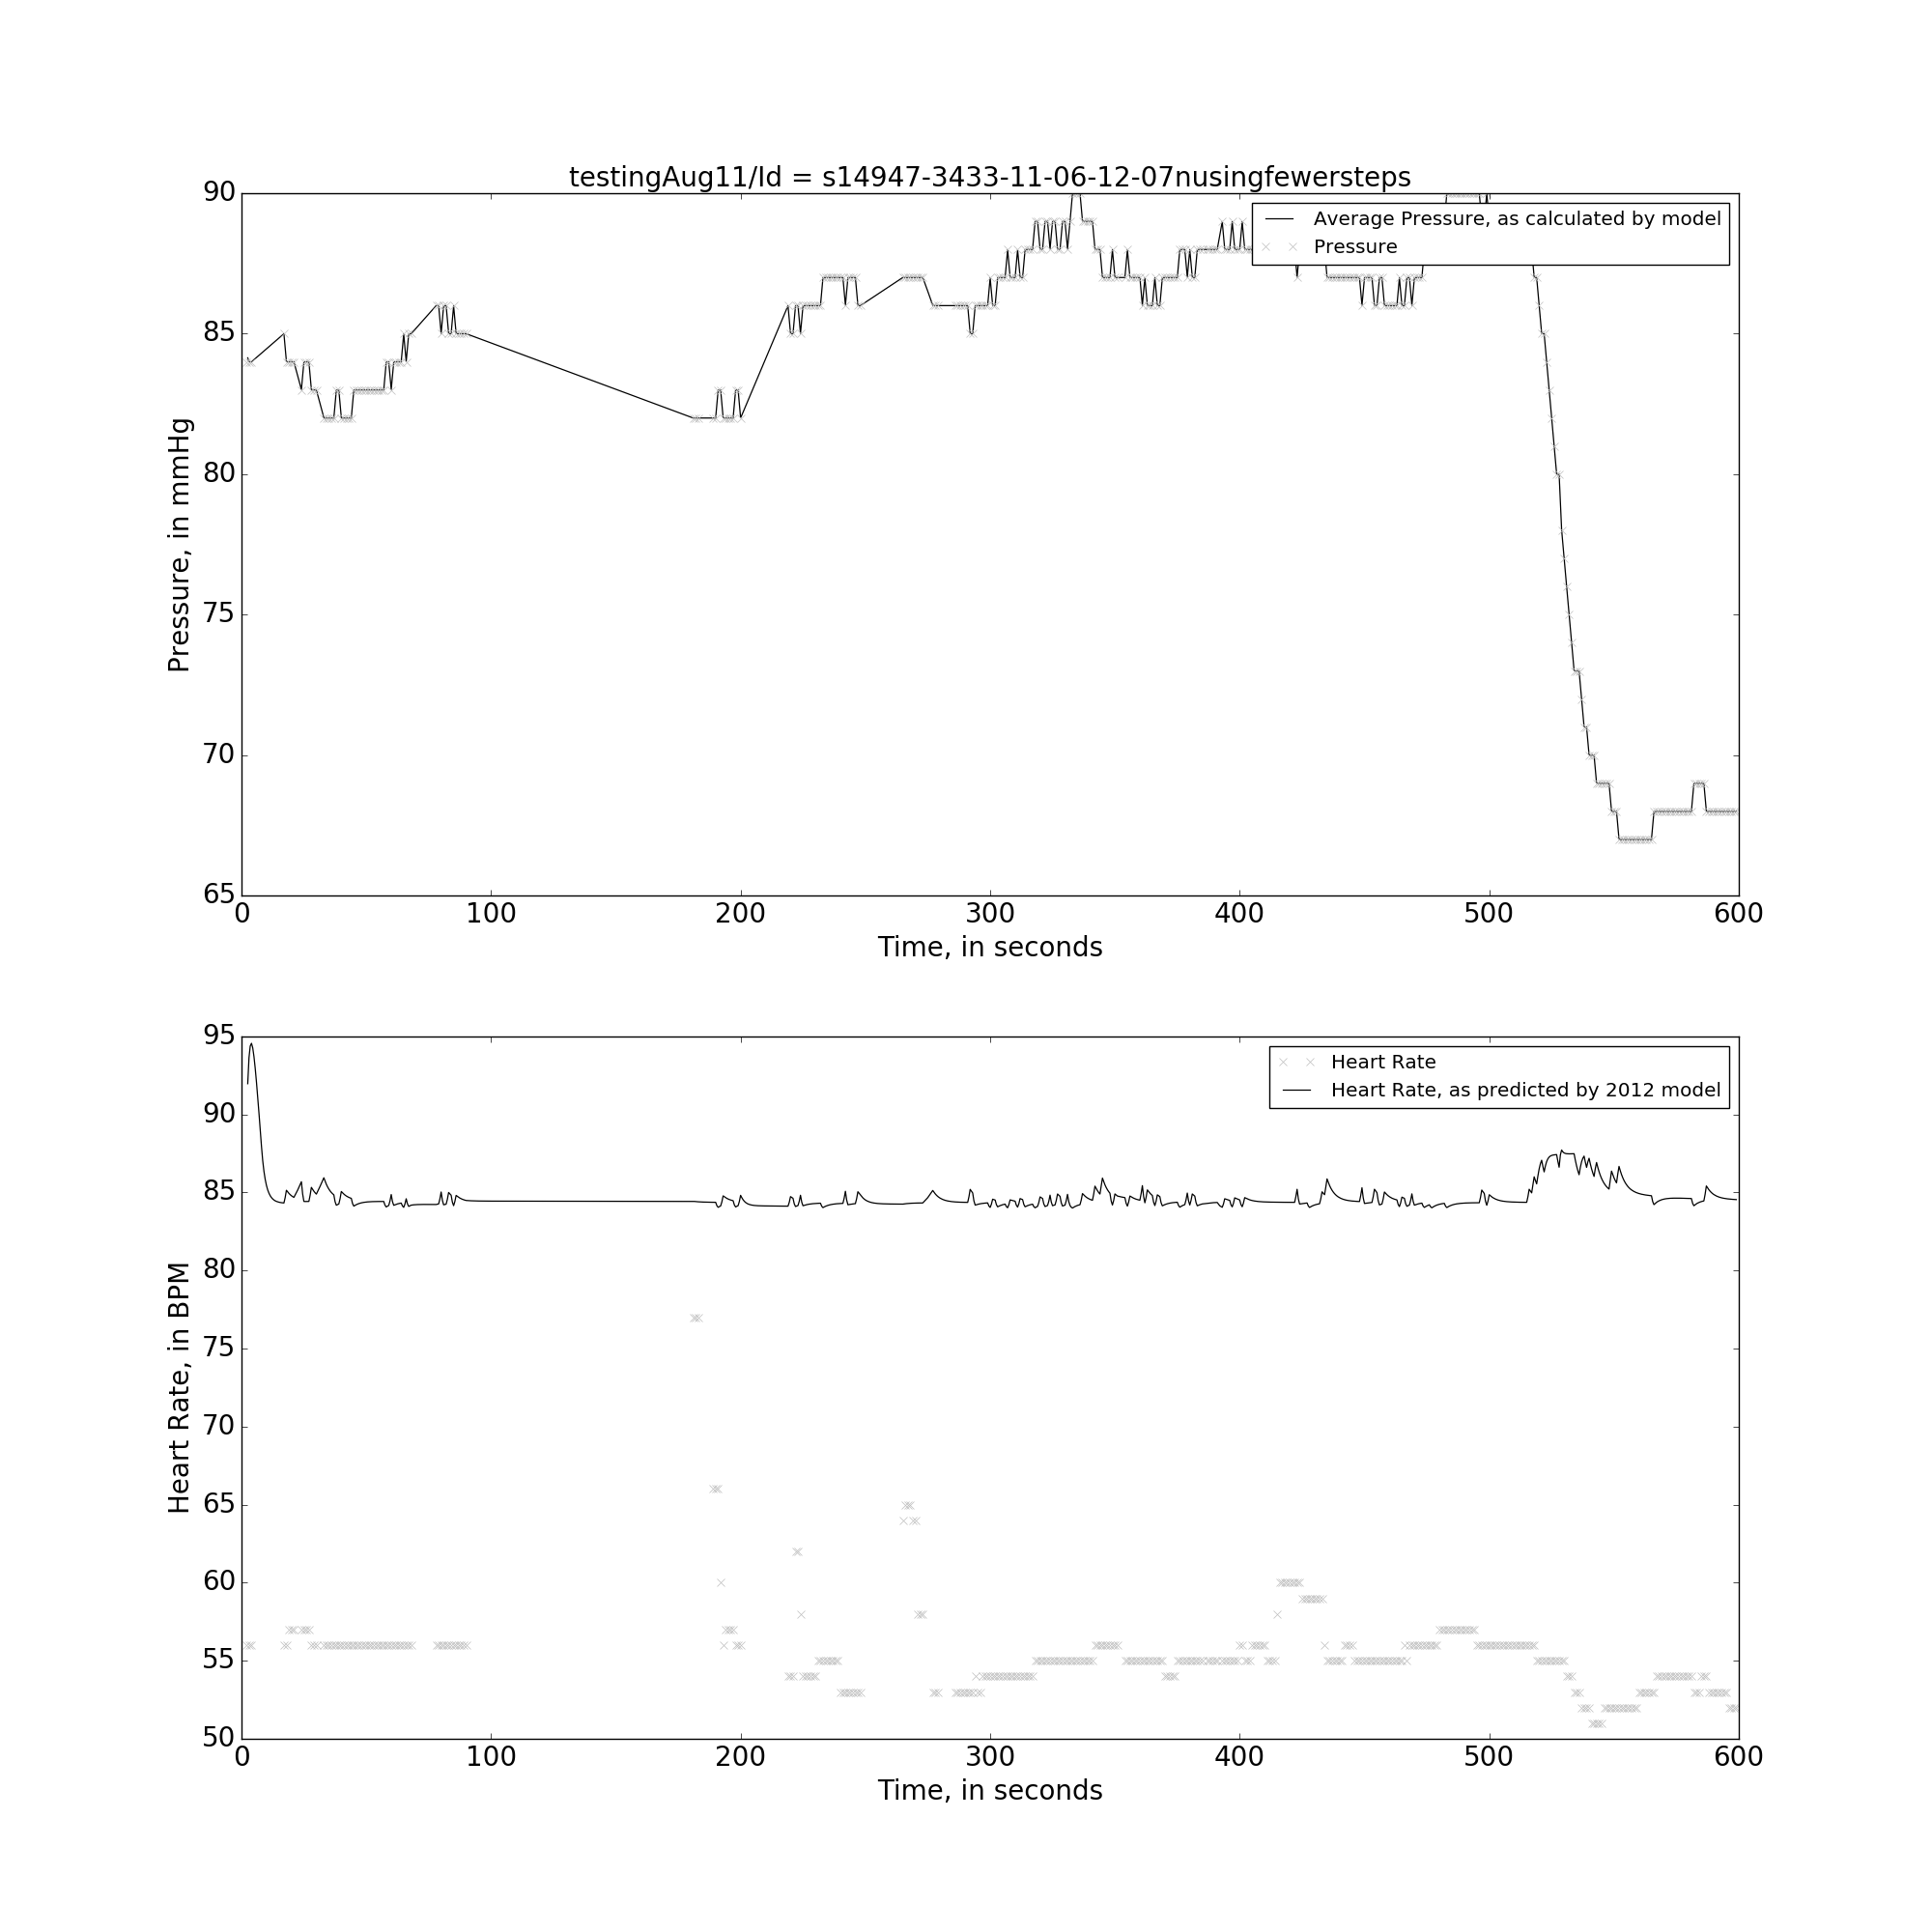 testingAug11/Id = s14947-3433-11-06-12-07nusingfewersteps
90
85
80
75
70
65
Pressure, in mmHg
Average Pressure, as calculated by model
Pressure
0 100 200 300 400 500 600
Time, in seconds
95
90
85
80
75
70
65
60
55
50
Heart Rate, in BPM
Heart Rate
Heart Rate, as predicted by 2012 model
0 100 200 300 400 500 600
Time, in seconds